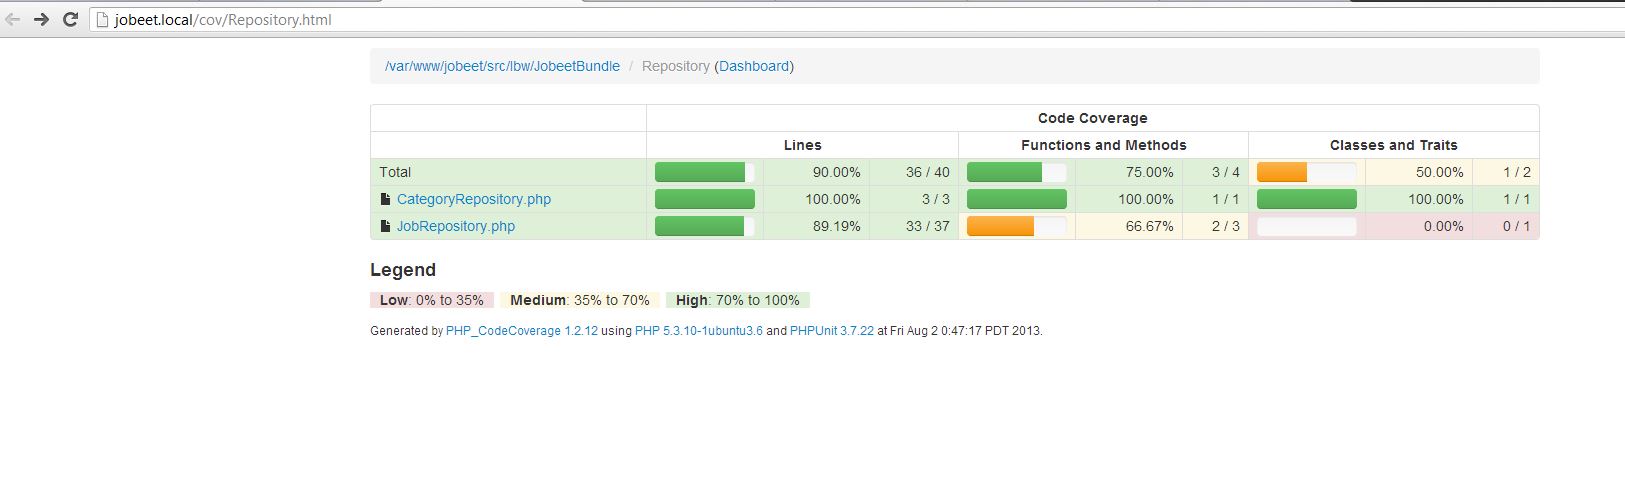 jobeet.local/cov/Repository.html
/var/www/jobeet/src/Ibw/JobeetBundle / Repository (Dashboard)
Code Coverage
Lines Functions and Methods Classes and Traits
Total 90.00% 36 / 40 75.00% 3 / 4 50.00% 1 / 2
CategoryRepository.php 100.00% 3 / 3 100.00% 1 / 1 100.00% 1 / 1
JobRepository.php 89.19% 33 / 37 66.67% 2 / 3 0.00% 0 / 1
Legend
Low: 0% to 35% Medium: 35% to 70% High: 70% to 100%
Generated by PHP_CodeCoverage 1.2.12 using PHP 5.3.10-1ubuntu3.6 and PHPUnit 3.7.22 at Fri Aug 2 0:47:17 PDT 2013.